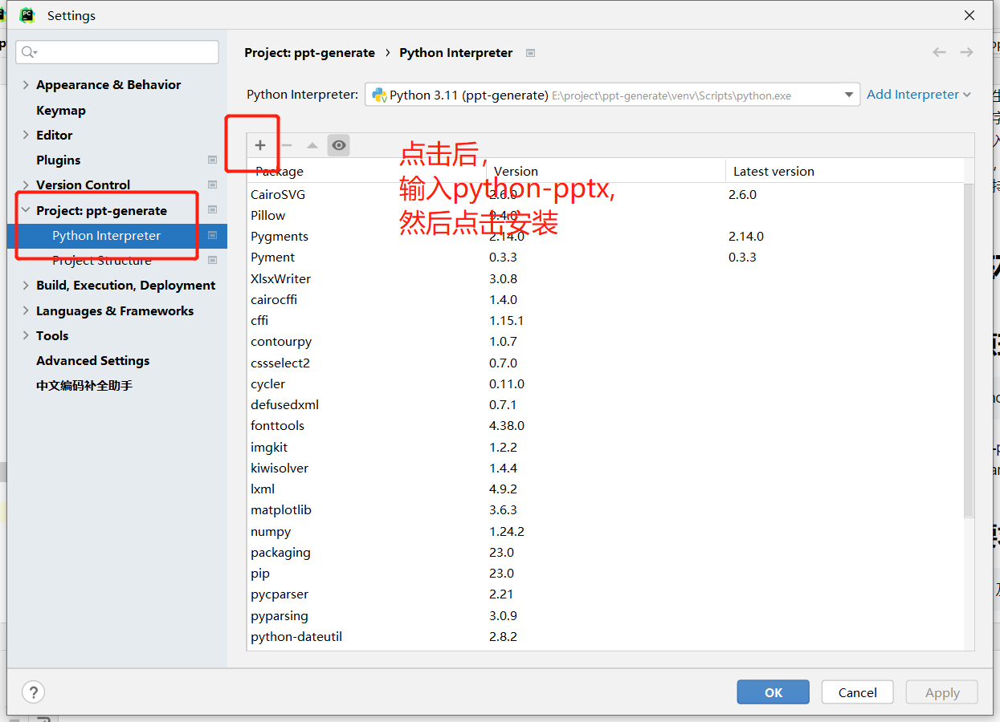 PC Settings
Project: ppt-generate › Python Interpreter
Python Interpreter: Python 3.11 (ppt-generate) E:\project\ppt-generate\venv\Scripts\python.exe Add Interpreter
Appearance & Behavior
Keymap
Editor
Plugins
Version Control
Project: ppt-generate
Python Interpreter
Project Structure
Build, Execution, Deployment
Languages & Frameworks
Tools
Advanced Settings
中文编码补全助手
点击后,
输入python-pptx,
然后点击安装
Package Version Latest version
CairoSVG 2.6.0 2.6.0
Pillow 9.4.0
Pygments 2.14.0 2.14.0
Pyment 0.3.3 0.3.3
XlsxWriter 3.0.8
cairocffi 1.4.0
cffi 1.15.1
contourpy 1.0.7
cssselect2 0.7.0
cycler 0.11.0
defusedxml 0.7.1
fonttools 4.38.0
imgkit 1.2.2
kiwisolver 1.4.4
lxml 4.9.2
matplotlib 3.6.3
numpy 1.24.2
packaging 23.0
pip 23.0
pycparser 2.21
pyparsing 3.0.9
python-dateutil 2.8.2
? OK Cancel Apply